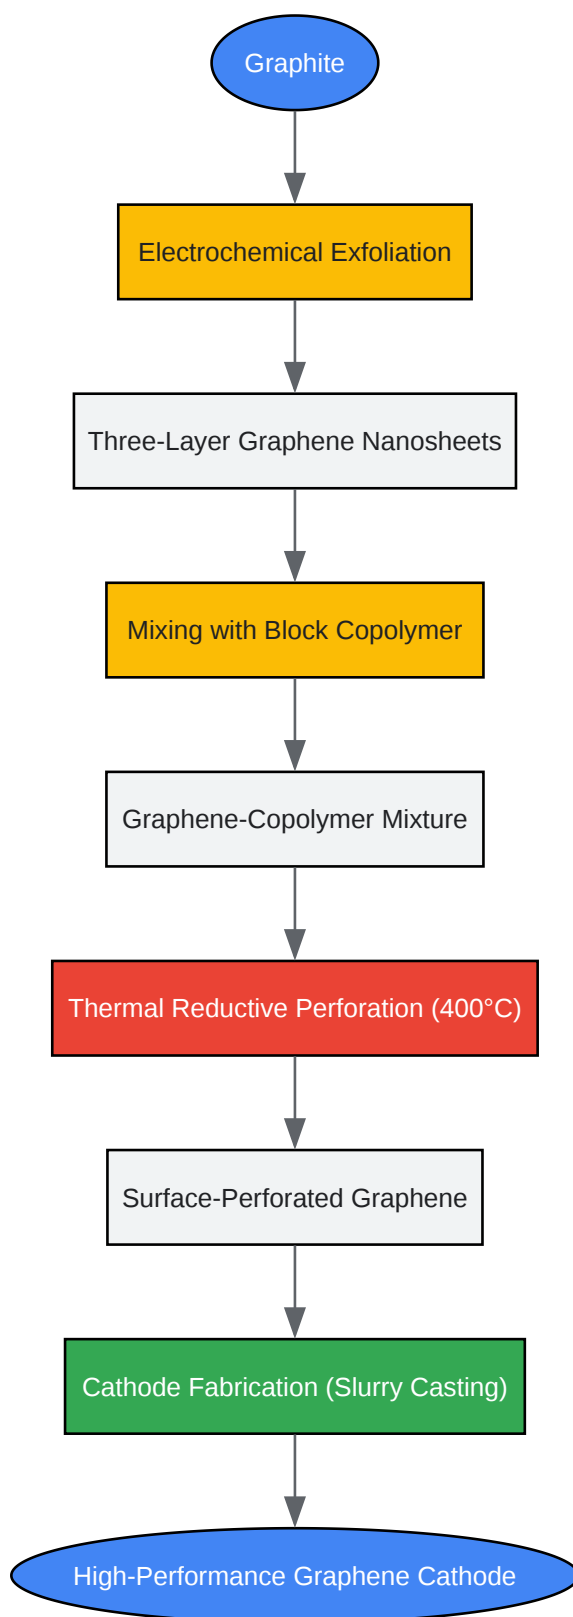 Graphite
Electrochemical Exfoliation
Three-Layer Graphene Nanosheets
Mixing with Block Copolymer
Graphene-Copolymer Mixture
Thermal Reductive Perforation (400°C)
Surface-Perforated Graphene
Cathode Fabrication (Slurry Casting)
High-Performance Graphene Cathode